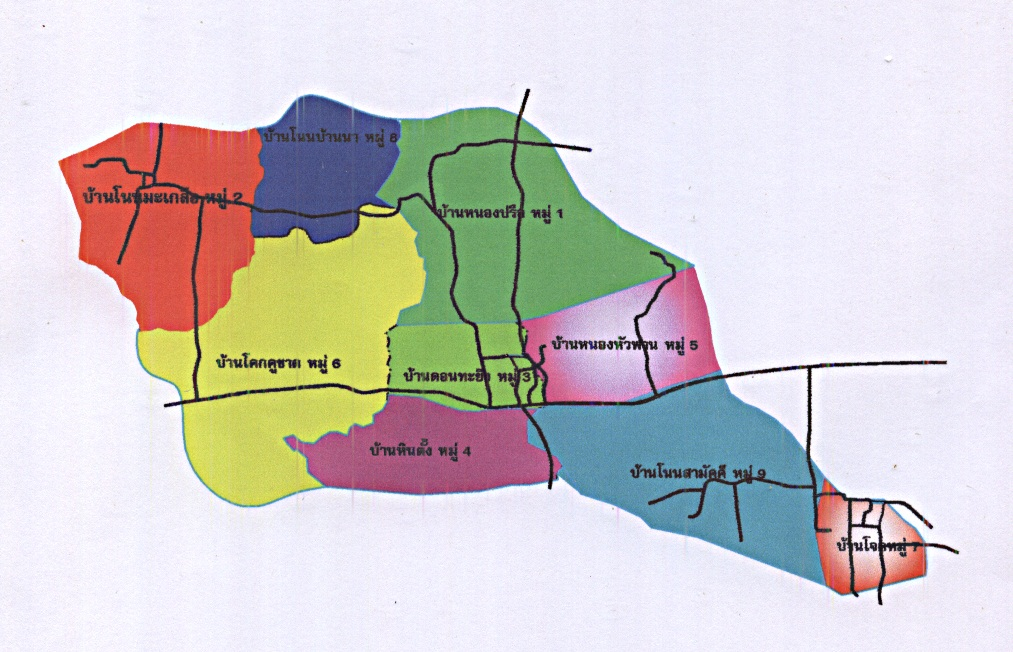 บ้านโนนบ้านนา หมู่ 8
บ้านโนนมะเกลือ หมู่ 2
บ้านหนองปรือ หมู่ 1
บ้านหนองหัวฟาน หมู่ 5
บ้านโคกคูขาด หมู่ 6
บ้านดอนทะยิง หมู่ 3
บ้านหินตั้ง หมู่ 4
บ้านโนนสามัคคี หมู่ 9
บ้านโจดหมู่ 7